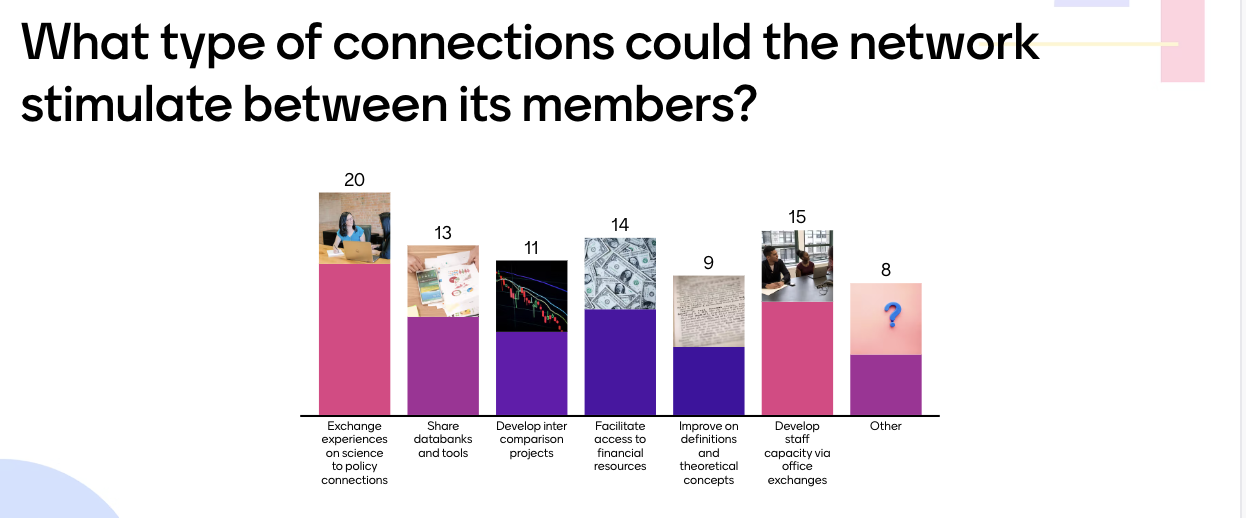 What type of connections could the network
stimulate between its members?
20
13
11
14
9
15
8
Exchange
experiences
on science
to policy
connections
Share
databanks
and tools
Develop inter
comparison
projects
Facilitate
access to
financial
resources
Improve on
definitions
and
theoretical
concepts
Develop
staff
capacity via
office
exchanges
Other
?